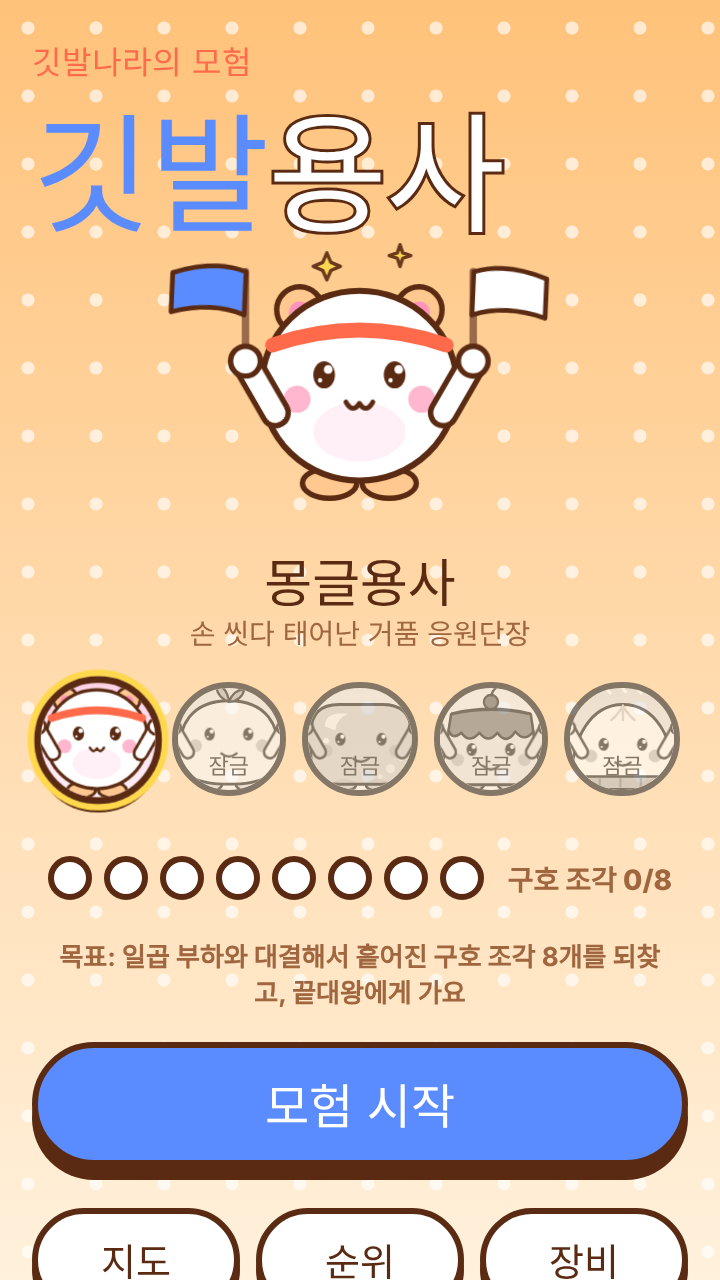 깃발나라의 모험
깃발용사
몽글용사
손 씻다 태어난 거품 응원단장
잠금 잠금 잠금 잠금
구호 조각 0/8
목표: 일곱 부하와 대결해서 흩어진 구호 조각 8개를 되찾
고, 끝대왕에게 가요
모험 시작
지도 순위 장비